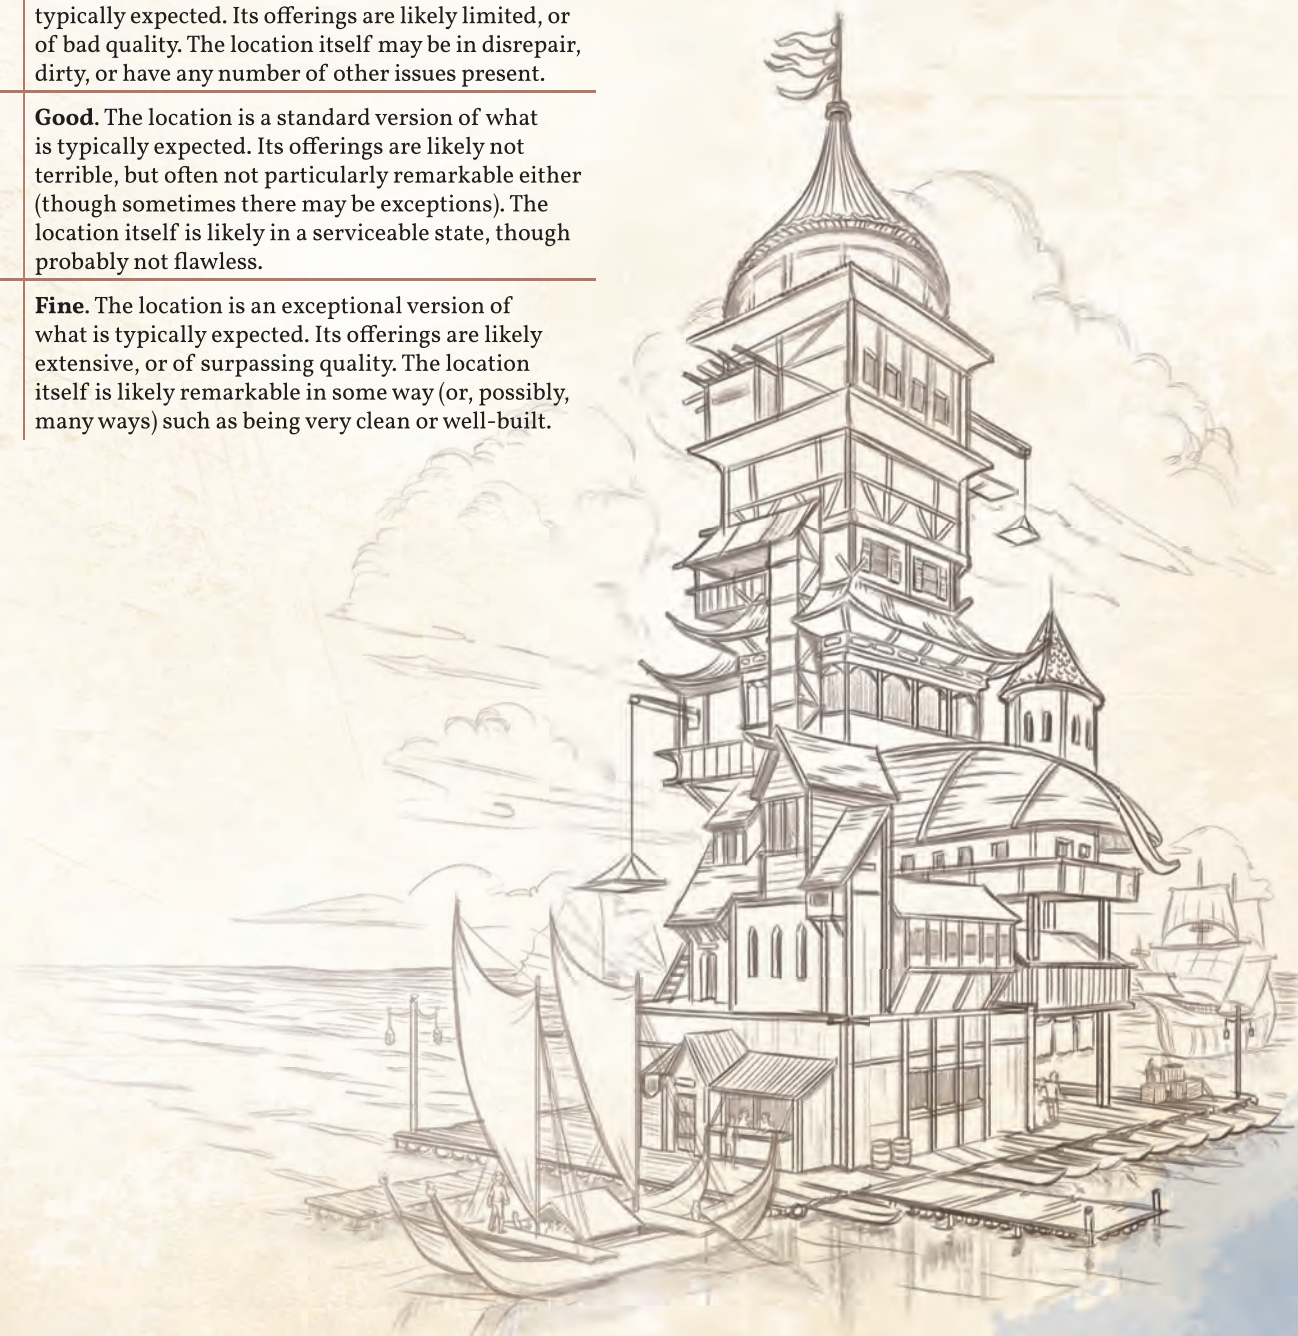 typically expected. Its offerings are likely limited, or
of bad quality. The location itself may be in disrepair,
dirty, or have any number of other issues present.
Good. The location is a standard version of what
is typically expected. Its offerings are likely not
terrible, but often not particularly remarkable either
(though sometimes there may be exceptions). The
location itself is likely in a serviceable state, though
probably not flawless.
Fine. The location is an exceptional version of
what is typically expected. Its offerings are likely
extensive, or of surpassing quality. The location
itself is likely remarkable in some way (or, possibly,
many ways) such as being very clean or well-built.